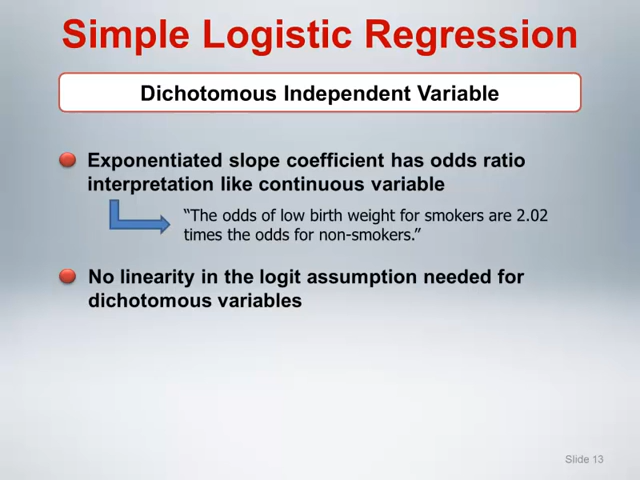 Simple Logistic Regression
Dichotomous Independent Variable
Exponentiated slope coefficient has odds ratio
interpretation like continuous variable
“The odds of low birth weight for smokers are 2.02
times the odds for non-smokers.”
No linearity in the logit assumption needed for
dichotomous variables
Slide 13